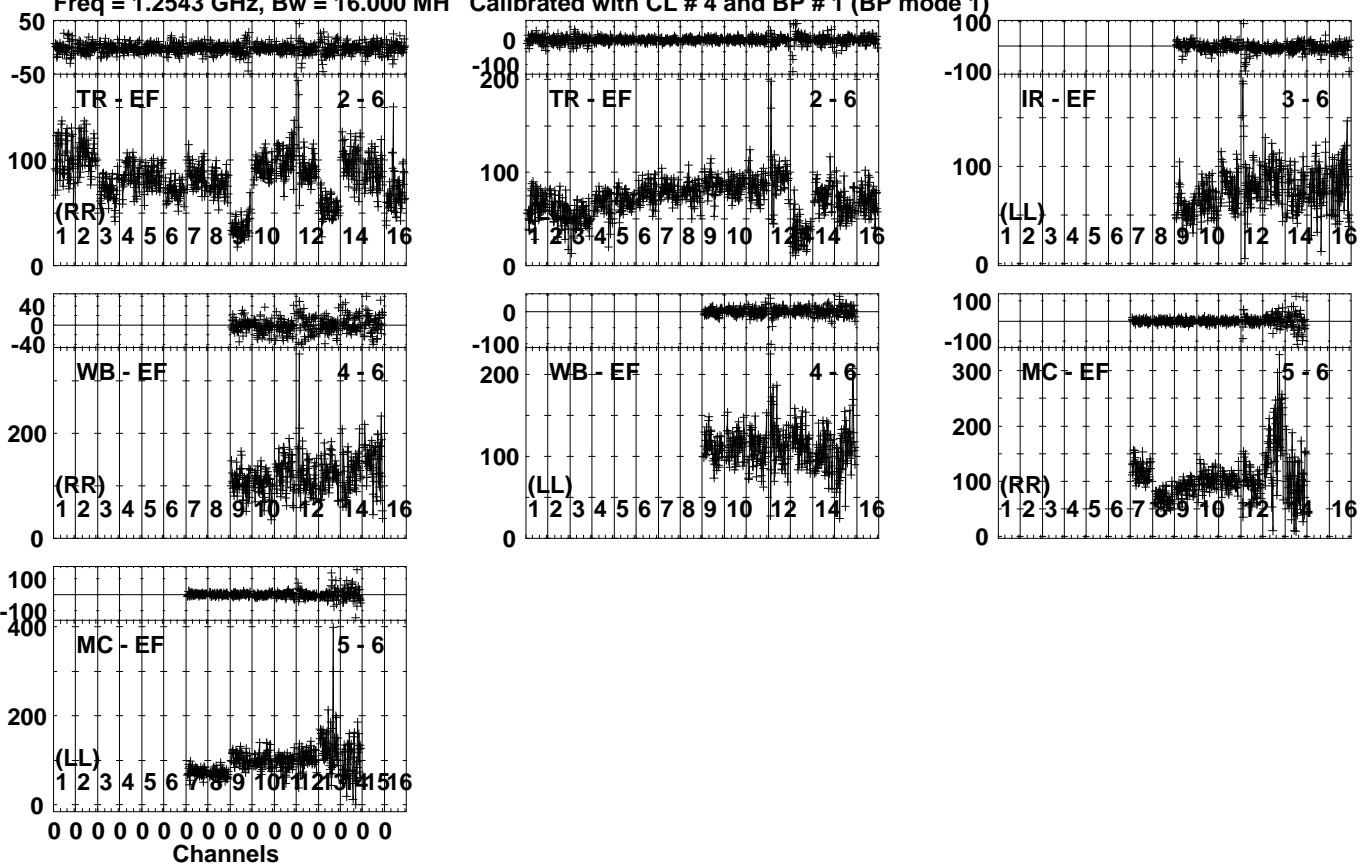 Freq = 1.2543 GHz, Bw = 16.000 MH Calibrated with CL # 4 and BP # 1 (BP mode 1)
50
-50
TR - EF 2 - 6
100
(RR)
1 2 3 4 5 6 7 8 9 10 12 14 16
0
0
-100
200
TR - EF 2 - 6
100
(LL)
1 2 3 4 5 6 7 8 9 10 12 14 16
0
100
-100
IR - EF 3 - 6
100
(LL)
1 2 3 4 5 6 7 8 9 10 12 14 16
0
40
0
-40
WB - EF 4 - 6
200
(RR)
1 2 3 4 5 6 7 8 9 10 12 14 16
0
0
-100
200
WB - EF 4 - 6
100
(LL)
1 2 3 4 5 6 7 8 9 10 12 14 16
0
100
-100
300
MC - EF 5 - 6
200
100
(RR)
1 2 3 4 5 6 7 8 9 10 12 14 16
0
100
-100
400
MC - EF 5 - 6
200
(LL)
1 2 3 4 5 6 7 8 9 10 11 12 13 14 15 16
0
0 0 0 0 0 0 0 0 0 0 0 0 0 0 0 0
Channels